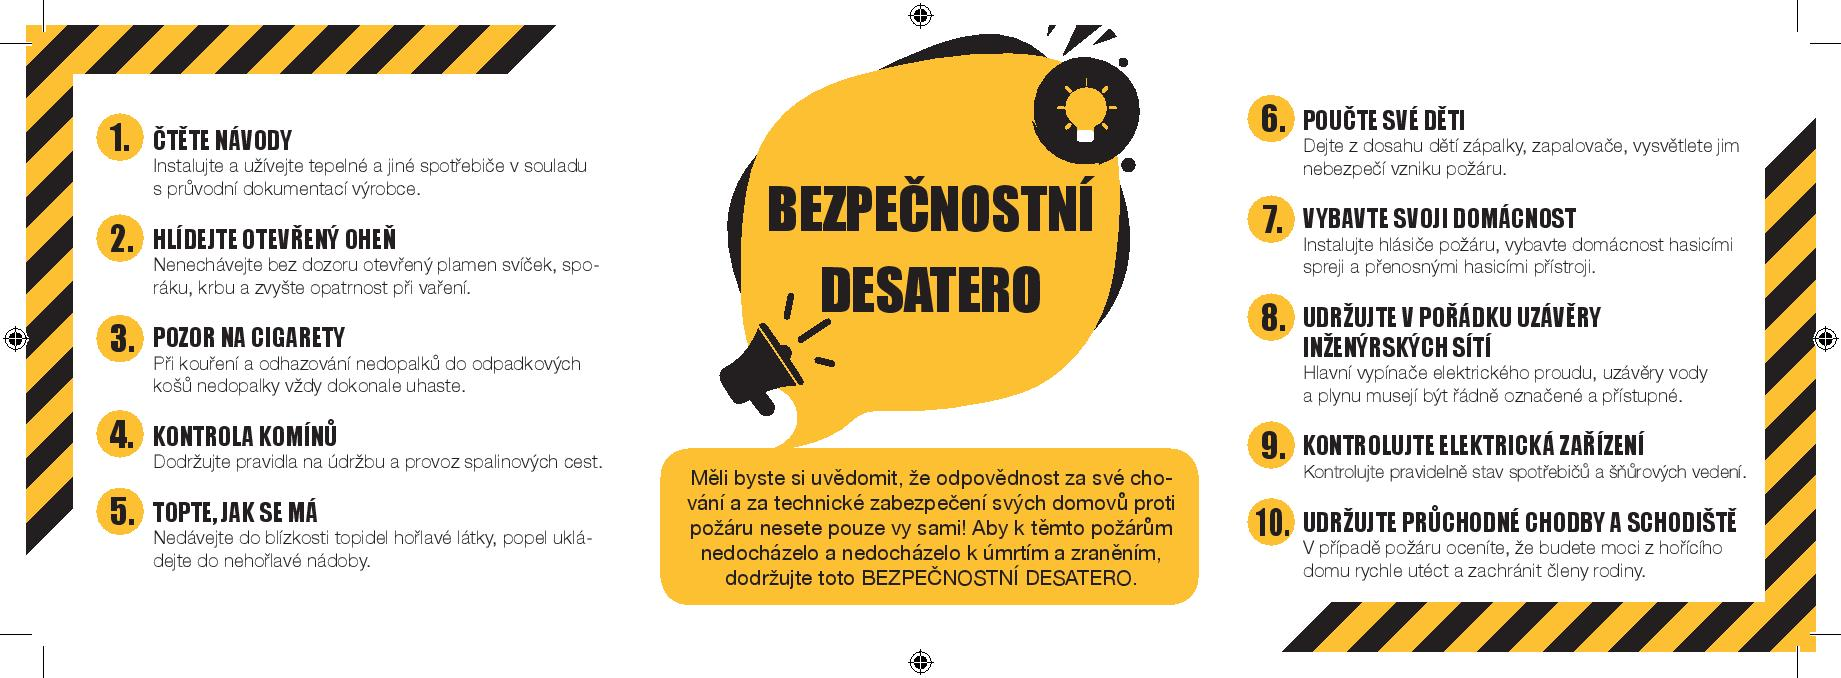 1.
ČTĚTE NÁVODY
Instalujte a užívejte tepelné a jiné spotřebiče v souladu
s průvodní dokumentací výrobce.
2.
HLÍDEJTE OTEVŘENÝ OHEŇ
Nenechávejte bez dozoru otevřený plamen svíček, spo-
ráku, krbu a zvyšte opatrnost při vaření.
3.
POZOR NA CIGARETY
Při kouření a odhazování nedopalků do odpadkových
košů nedopalky vždy dokonale uhaste.
4.
KONTROLA KOMÍNŮ
Dodržujte pravidla na údržbu a provoz spalinových cest.
5.
TOPTE, JAK SE MÁ
Nedávejte do blízkosti topidel hořlavé látky, popel uklá-
dejte do nehořlavé nádoby.
BEZPEČNOSTNÍ
DESATERO
Měli byste si uvědomit, že odpovědnost za své cho-
vání a za technické zabezpečení svých domovů proti
požáru nesete pouze vy sami! Aby k těmto požárům
nedocházelo a nedocházelo k úmrtím a zraněním,
dodržujte toto BEZPEČNOSTNÍ DESATERO.
6.
POUČTE SVÉ DĚTI
Dejte z dosahu dětí zápalky, zapalovače, vysvětlete jim
nebezpečí vzniku požáru.
7.
VYBAVTE SVOJI DOMÁCNOST
Instalujte hlásiče požáru, vybavte domácnost hasicími
spreji a přenosnými hasicími přístroji.
8.
UDRŽUJTE V POŘÁDKU UZÁVĚRY
INŽENÝRSKÝCH SÍTÍ
Hlavní vypínače elektrického proudu, uzávěry vody
a plynu musejí být řádně označené a přístupné.
9.
KONTROLUJTE ELEKTRICKÁ ZAŘÍZENÍ
Kontrolujte pravidelně stav spotřebičů a šňůrových vedení.
10.
UDRŽUJTE PRŮCHODNÉ CHODBY A SCHODIŠTĚ
V případě požáru oceníte, že budete moci z hořícího
domu rychle utéct a zachránit členy rodiny.